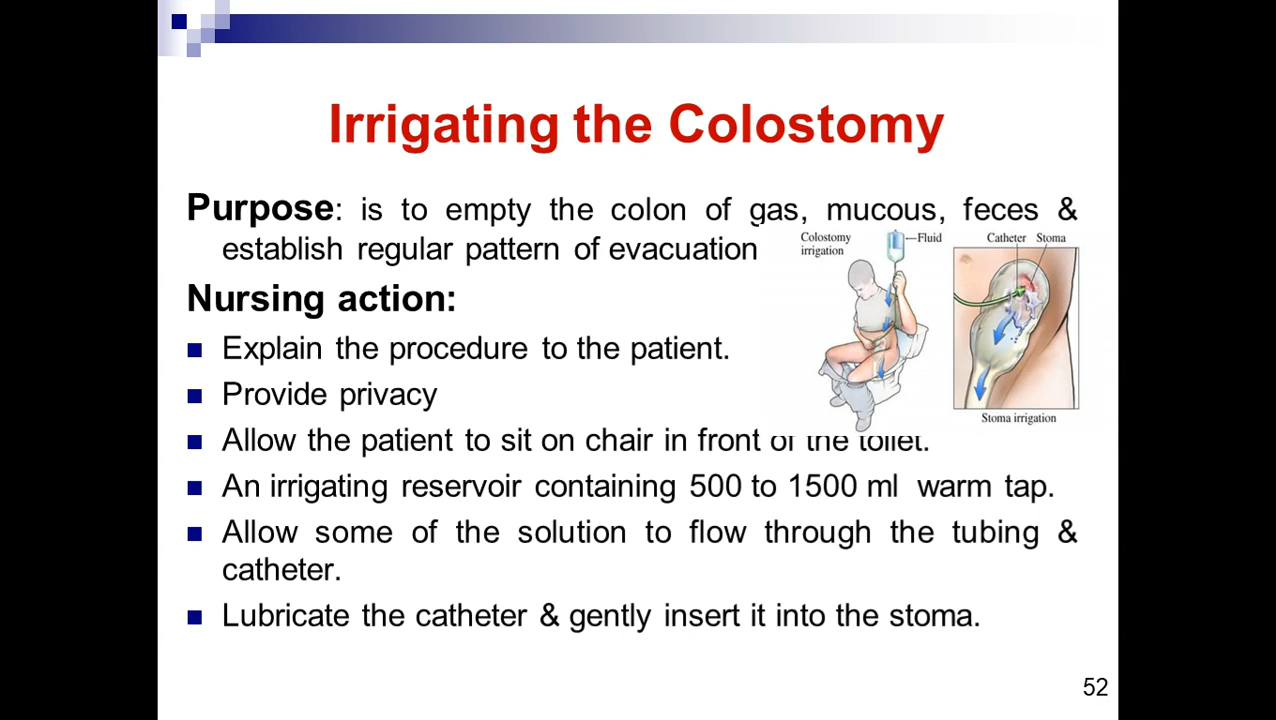 Irrigating the Colostomy
Purpose: is to empty the colon of gas, mucous, feces &
establish regular pattern of evacuation
Colostomy
irrigation
Fluid
Catheter Stoma
Stoma irrigation
Nursing action:
Explain the procedure to the patient.
Provide privacy
Allow the patient to sit on chair in front of the toilet.
An irrigating reservoir containing 500 to 1500 ml warm tap.
Allow some of the solution to flow through the tubing &
catheter.
Lubricate the catheter & gently insert it into the stoma.
52